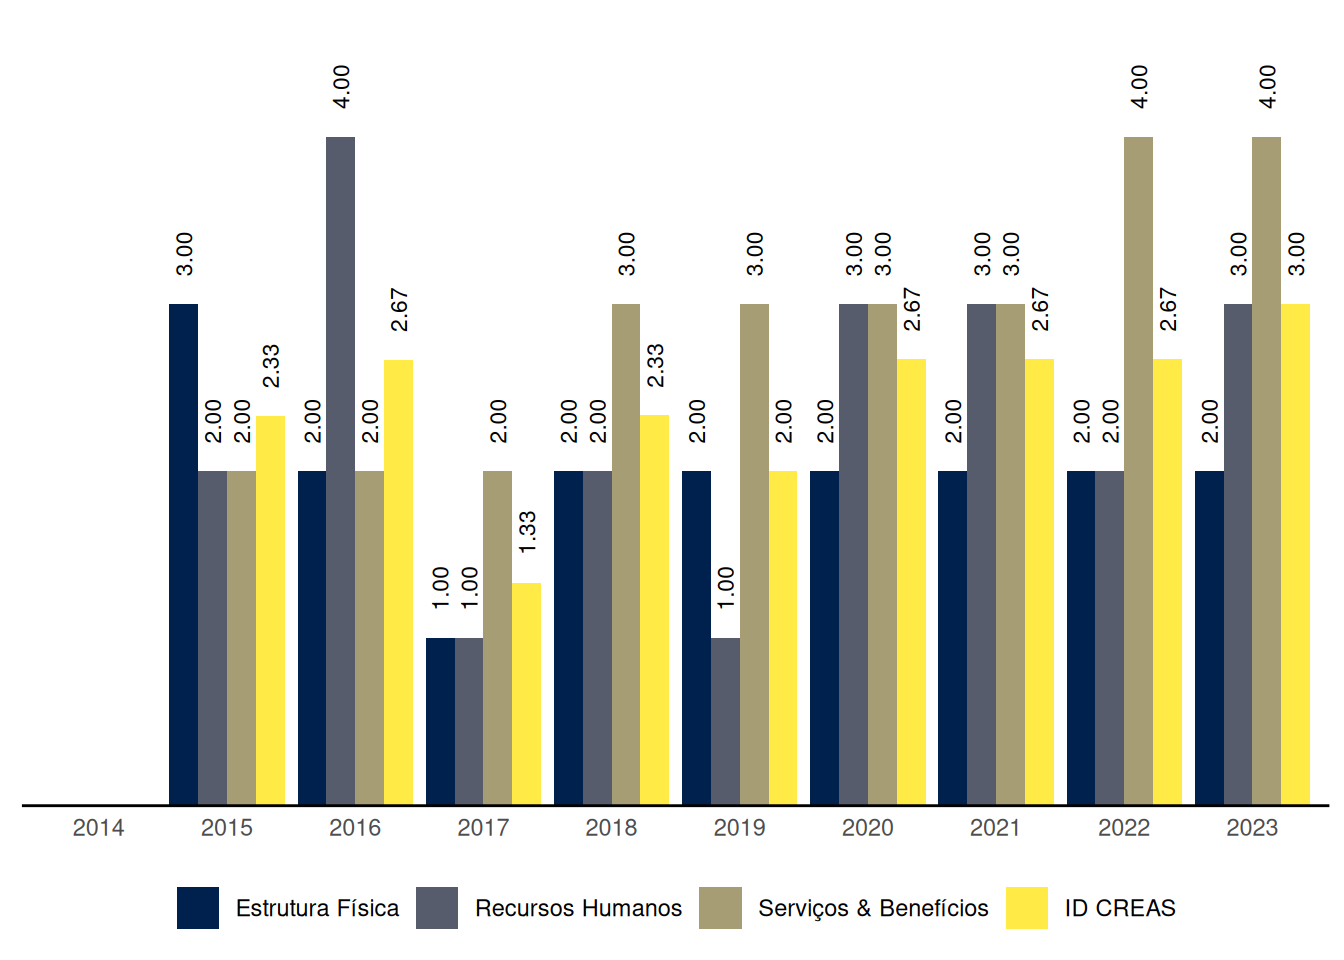 4.00 4.00 4.00
3.00 3.00 3.00 3.00 3.00 3.00 3.00 3.00 3.00
2.67 2.67 2.67 2.67
2.33 2.33
2.00 2.00 2.00 2.00 2.00 2.00 2.00 2.00 2.00 2.00 2.00 2.00 2.00 2.00
1.33
1.00 1.00 1.00
2014 2015 2016 2017 2018 2019 2020 2021 2022 2023
Estrutura Física Recursos Humanos Serviços & Benefícios ID CREAS